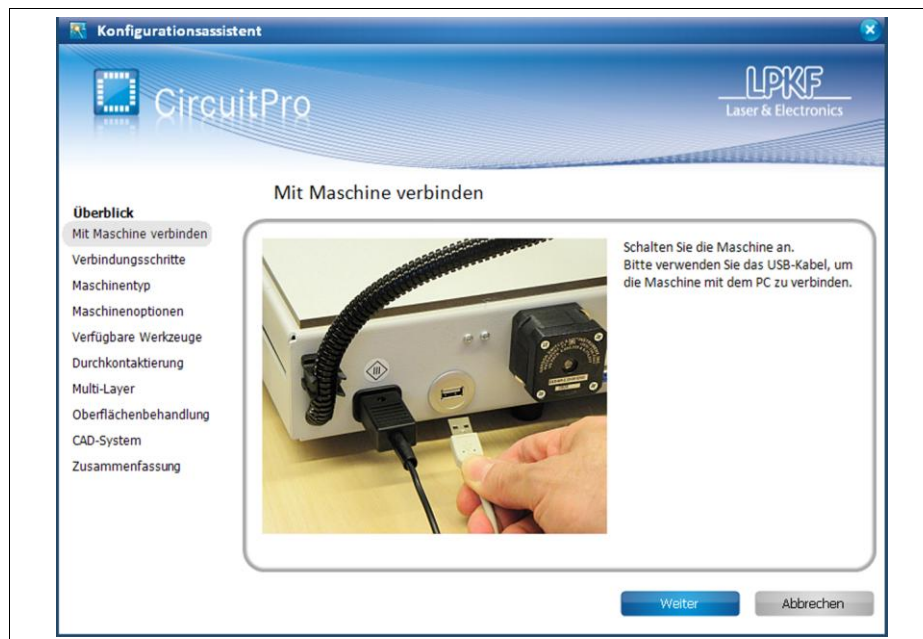 Konfigurationsassistent
CircuitPro
LPKF
Laser & Electronics
Mit Maschine verbinden
Überblick
Mit Maschine verbinden
Verbindungsschritte
Maschinentyp
Maschinenoptionen
Verfügbare Werkzeuge
Durchkontaktierung
Multi-Layer
Oberflächenbehandlung
CAD-System
Zusammenfassung
Schalten Sie die Maschine an.
Bitte verwenden Sie das USB-Kabel, um
die Maschine mit dem PC zu verbinden.
Weiter
Abbrechen